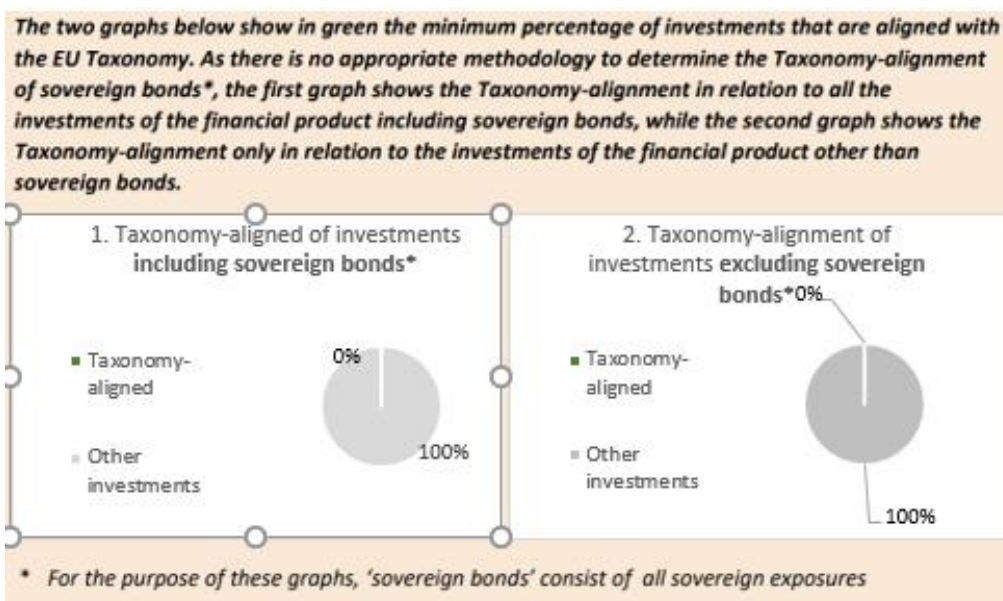 The two graphs below show in green the minimum percentage of investments that are aligned with
the EU Taxonomy. As there is no appropriate methodology to determine the Taxonomy-alignment
of sovereign bonds*, the first graph shows the Taxonomy-alignment in relation to all the
investments of the financial product including sovereign bonds, while the second graph shows the
Taxonomy-alignment only in relation to the investments of the financial product other than
sovereign bonds.
1. Taxonomy-aligned of investments
including sovereign bonds*
Taxonomy-
aligned
Other
investments
0%
100%
2. Taxonomy-alignment of
investments excluding sovereign
bonds*
0%
Taxonomy-
aligned
Other
investments
100%
* For the purpose of these graphs, ‘sovereign bonds’ consist of all sovereign exposures